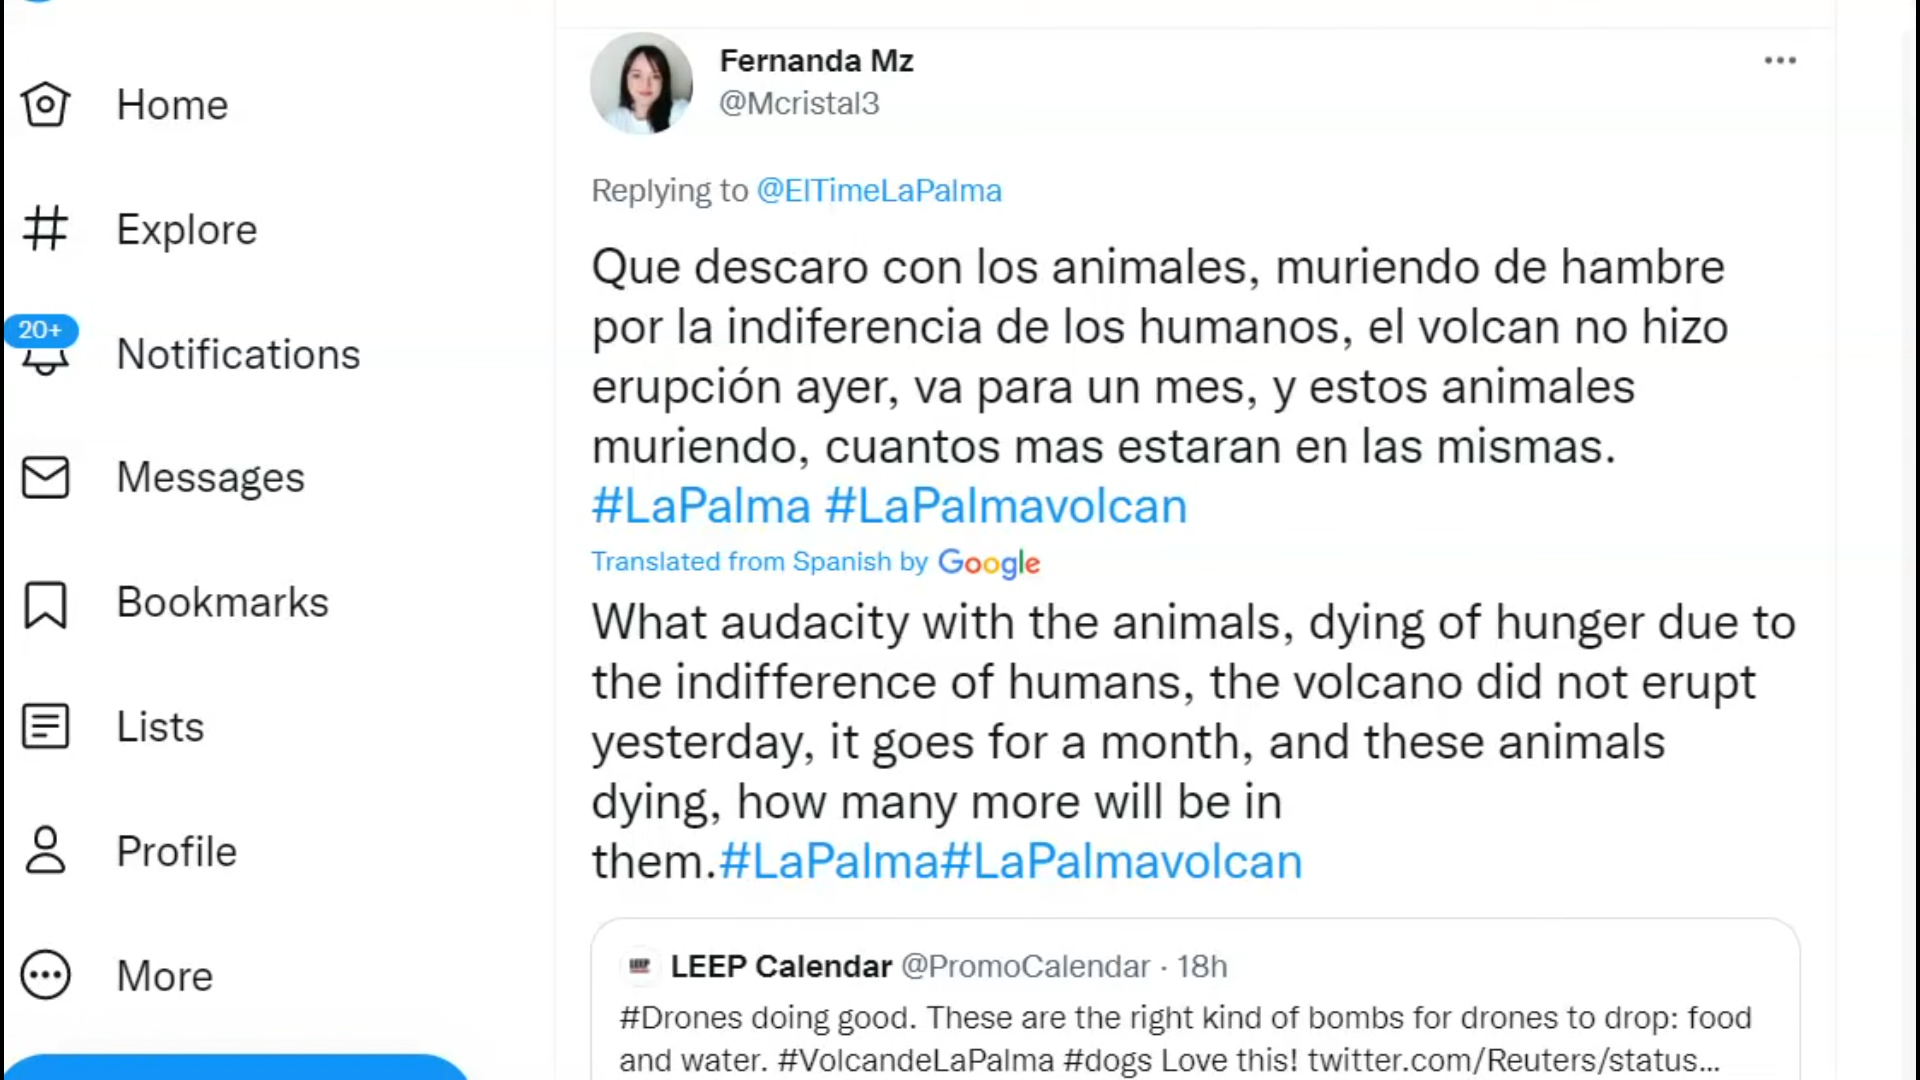 Home
Explore
20+
Notifications
Messages
Bookmarks
Lists
Profile
More
Fernanda Mz
@Mcristal3
Replying to @ElTimeLaPalma
Que descaro con los animales, muriendo de hambre
por la indiferencia de los humanos, el volcan no hizo
erupción ayer, va para un mes, y estos animales
muriendo, cuantos mas estaran en las mismas.
#LaPalma #LaPalmavolcan
Translated from Spanish by Google
What audacity with the animals, dying of hunger due to
the indifference of humans, the volcano did not erupt
yesterday, it goes for a month, and these animals
dying, how many more will be in
them.#LaPalma#LaPalmavolcan
LEEP
LEEP Calendar @PromoCalendar · 18h
#Drones doing good. These are the right kind of bombs for drones to drop: food
and water. #VolcandeLaPalma #dogs Love this! twitter.com/Reuters/status...